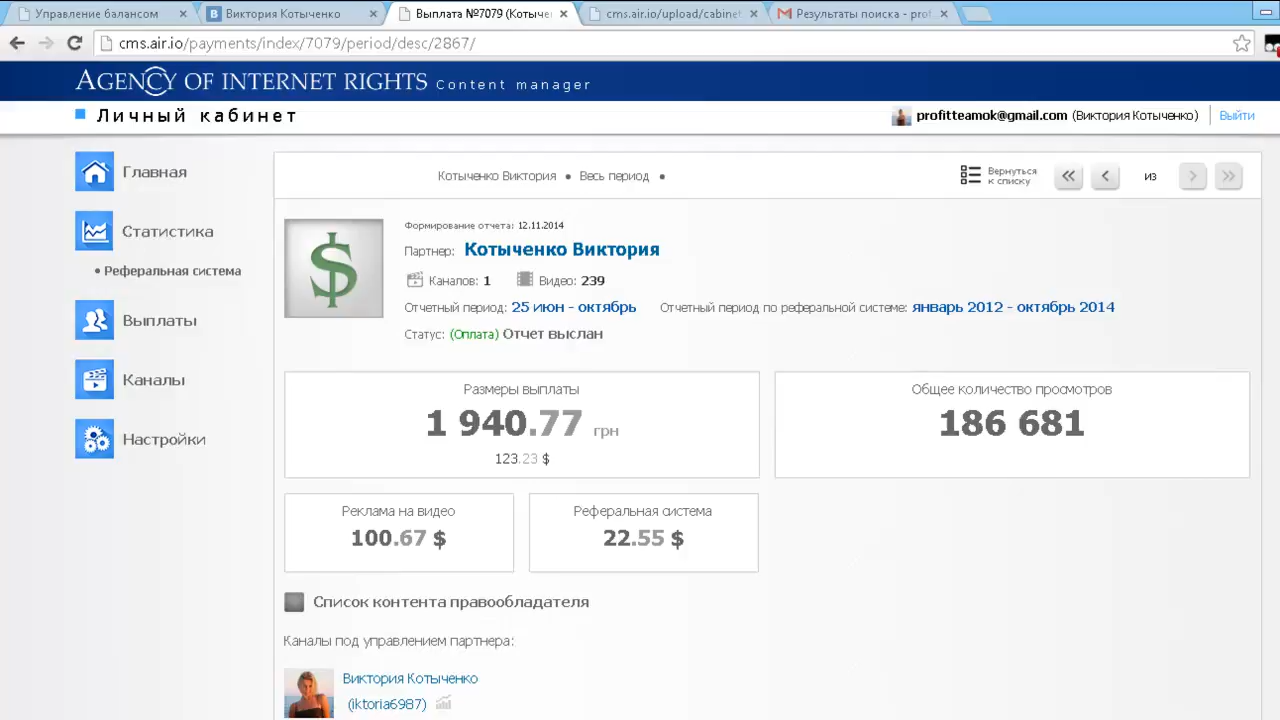 Управление балансом
Виктория Котыченко
Выплата №7079 (Котыче
cms.air.io/upload/cabinet
Результаты поиска - prof
cms.air.io/payments/index/7079/period/desc/2867/
AGENCY OF INTERNET RIGHTS Content manager
Личный кабинет
profitteamok@gmail.com (Виктория Котыченко)
Выйти
Главная
Статистика
• Реферальная система
Выплаты
Каналы
Настройки
Котыченко Виктория • Весь период •
Вернуться
к списку
из
Формирование отчета: 12.11.2014
Партнер: Котыченко Виктория
Каналов: 1 Видео: 239
Отчетный период: 25 июн - октябрь Отчетный период по реферальной системе: январь 2012 - октябрь 2014
Статус: (Оплата) Отчет выслан
Размеры выплаты
1 940.77 грн
123.23 $
Общее количество просмотров
186 681
Реклама на видео
100.67 $
Реферальная система
22.55 $
Список контента правообладателя
Каналы под управлением партнера:
Виктория Котыченко
(iktoria6987)